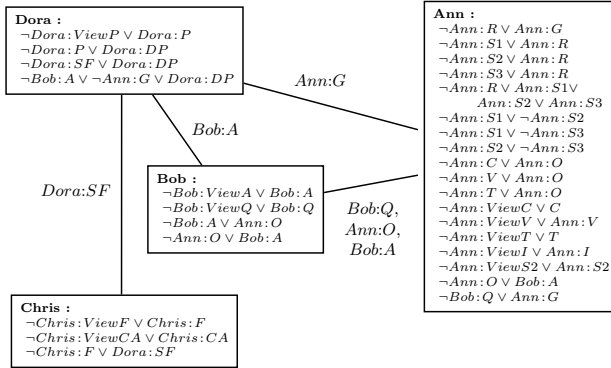 Dora :
¬Dora:ViewP ∨ Dora:P
¬Dora:P ∨ Dora:DP
¬Dora:SF ∨ Dora:DP
¬Bob:A ∨ ¬Ann:G ∨ Dora:DP
Ann:G
Bob:A
Dora:SF
Bob :
¬Bob:ViewA ∨ Bob:A
¬Bob:ViewQ ∨ Bob:Q
¬Bob:A ∨ Ann:O
¬Ann:O ∨ Bob:A
Bob:Q,
Ann:O,
Bob:A
Chris :
¬Chris:ViewF ∨ Chris:F
¬Chris:ViewCA ∨ Chris:CA
¬Chris:F ∨ Dora:SF
Ann :
¬Ann:R ∨ Ann:G
¬Ann:S1 ∨ Ann:R
¬Ann:S2 ∨ Ann:R
¬Ann:S3 ∨ Ann:R
¬Ann:R ∨ Ann:S1∨
Ann:S2 ∨ Ann:S3
¬Ann:S1 ∨ ¬Ann:S2
¬Ann:S1 ∨ ¬Ann:S3
¬Ann:S2 ∨ ¬Ann:S3
¬Ann:C ∨ Ann:O
¬Ann:V ∨ Ann:O
¬Ann:T ∨ Ann:O
¬Ann:ViewC ∨ C
¬Ann:ViewV ∨ Ann:V
¬Ann:ViewT ∨ T
¬Ann:ViewI ∨ Ann:I
¬Ann:ViewS2 ∨ Ann:S2
¬Ann:O ∨ Bob:A
¬Bob:Q ∨ Ann:G